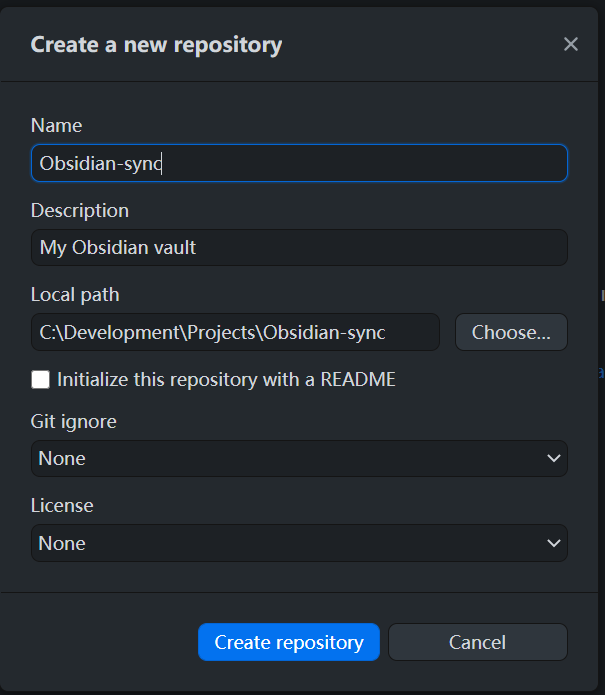 Create a new repository
Name
Obsidian-sync
Description
My Obsidian vault
Local path
C:\Development\Projects\Obsidian-sync
Choose...
Initialize this repository with a README
Git ignore
None
License
None
Create repository
Cancel